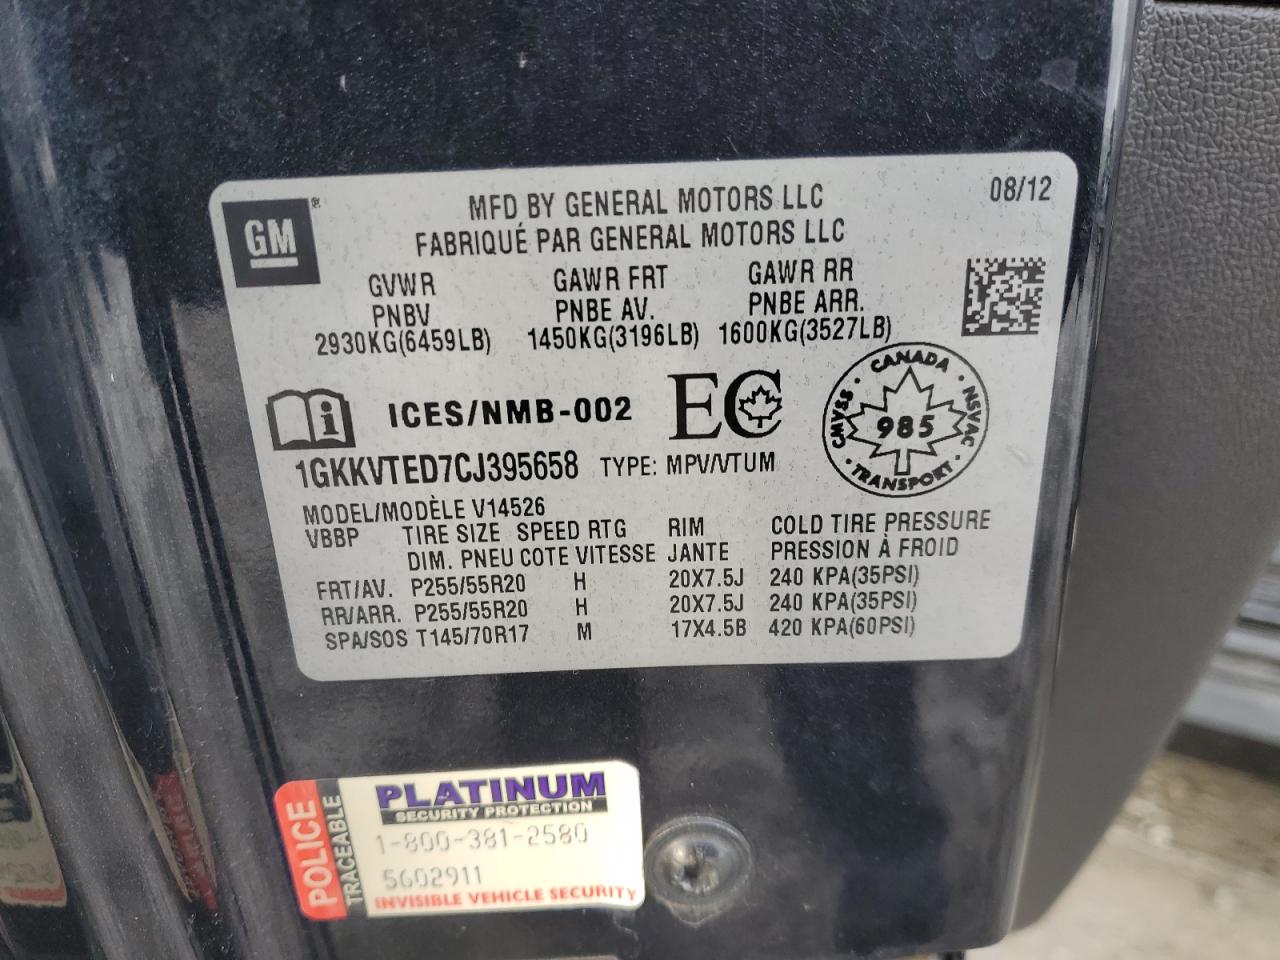 GM ®
MFD BY GENERAL MOTORS LLC 08/12
FABRIQUÉ PAR GENERAL MOTORS LLC
GVWR GAWR FRT GAWR RR
PNBV PNBE AV. PNBE ARR.
2930KG(6459LB) 1450KG(3196LB) 1600KG(3527LB)
i ICES/NMB-002 EC
CANADA
CMVSS 985 NSVAC
TRANSPORT
1GKKVTED7CJ395658 TYPE: MPV/VTUM
MODEL/MODÈLE V14526
VBBP TIRE SIZE SPEED RTG RIM COLD TIRE PRESSURE
DIM. PNEU COTE VITESSE JANTE PRESSION À FROID
FRT/AV. P255/55R20 H 20X7.5J 240 KPA(35PSI)
RR/ARR. P255/55R20 H 20X7.5J 240 KPA(35PSI)
SPA/SOS T145/70R17 M 17X4.5B 420 KPA(60PSI)
POLICE
TRACEABLE
PLATINUM
SECURITY PROTECTION
1-800-381-2580
5602911
INVISIBLE VEHICLE SECURITY